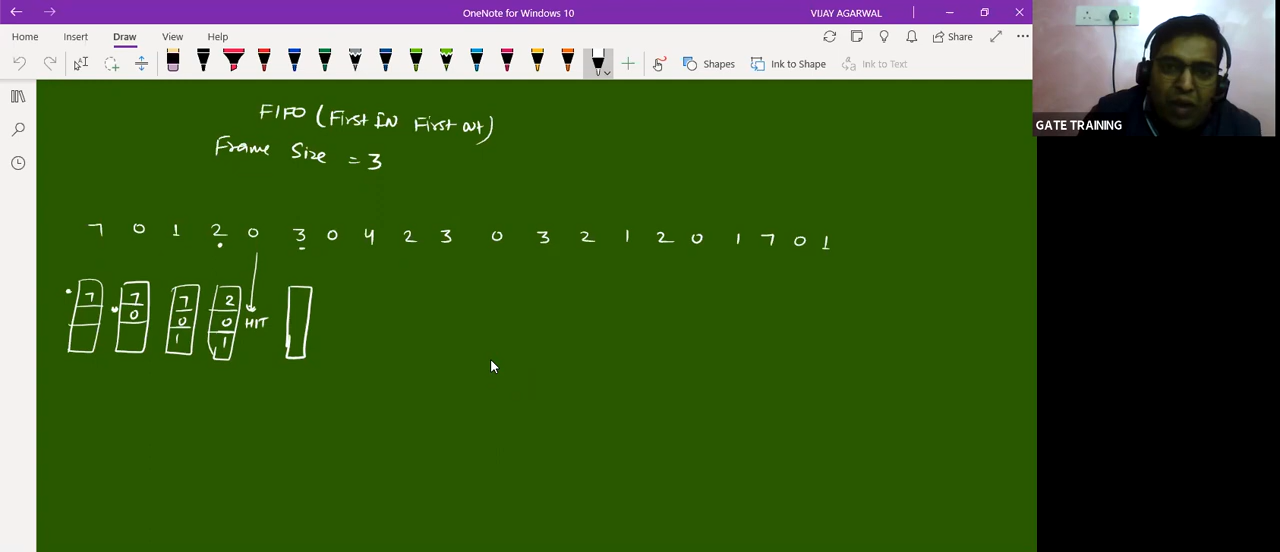 OneNote for Windows 10
VIJAY AGARWAL
Home Insert Draw View Help
Share
Shapes Ink to Shape Ink to Text
GATE TRAINING
FIFO (First IN First out)
Frame Size = 3
7 0 1 2 0 3 0 4 2 3 0 3 2 1 2 0 1 7 0 1
7 7 7 2
0 0 0 HIT
1 1